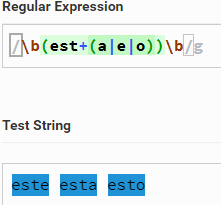 Regular Expression
/\b(est+(a|e|o))\b/g
Test String
este esta esto